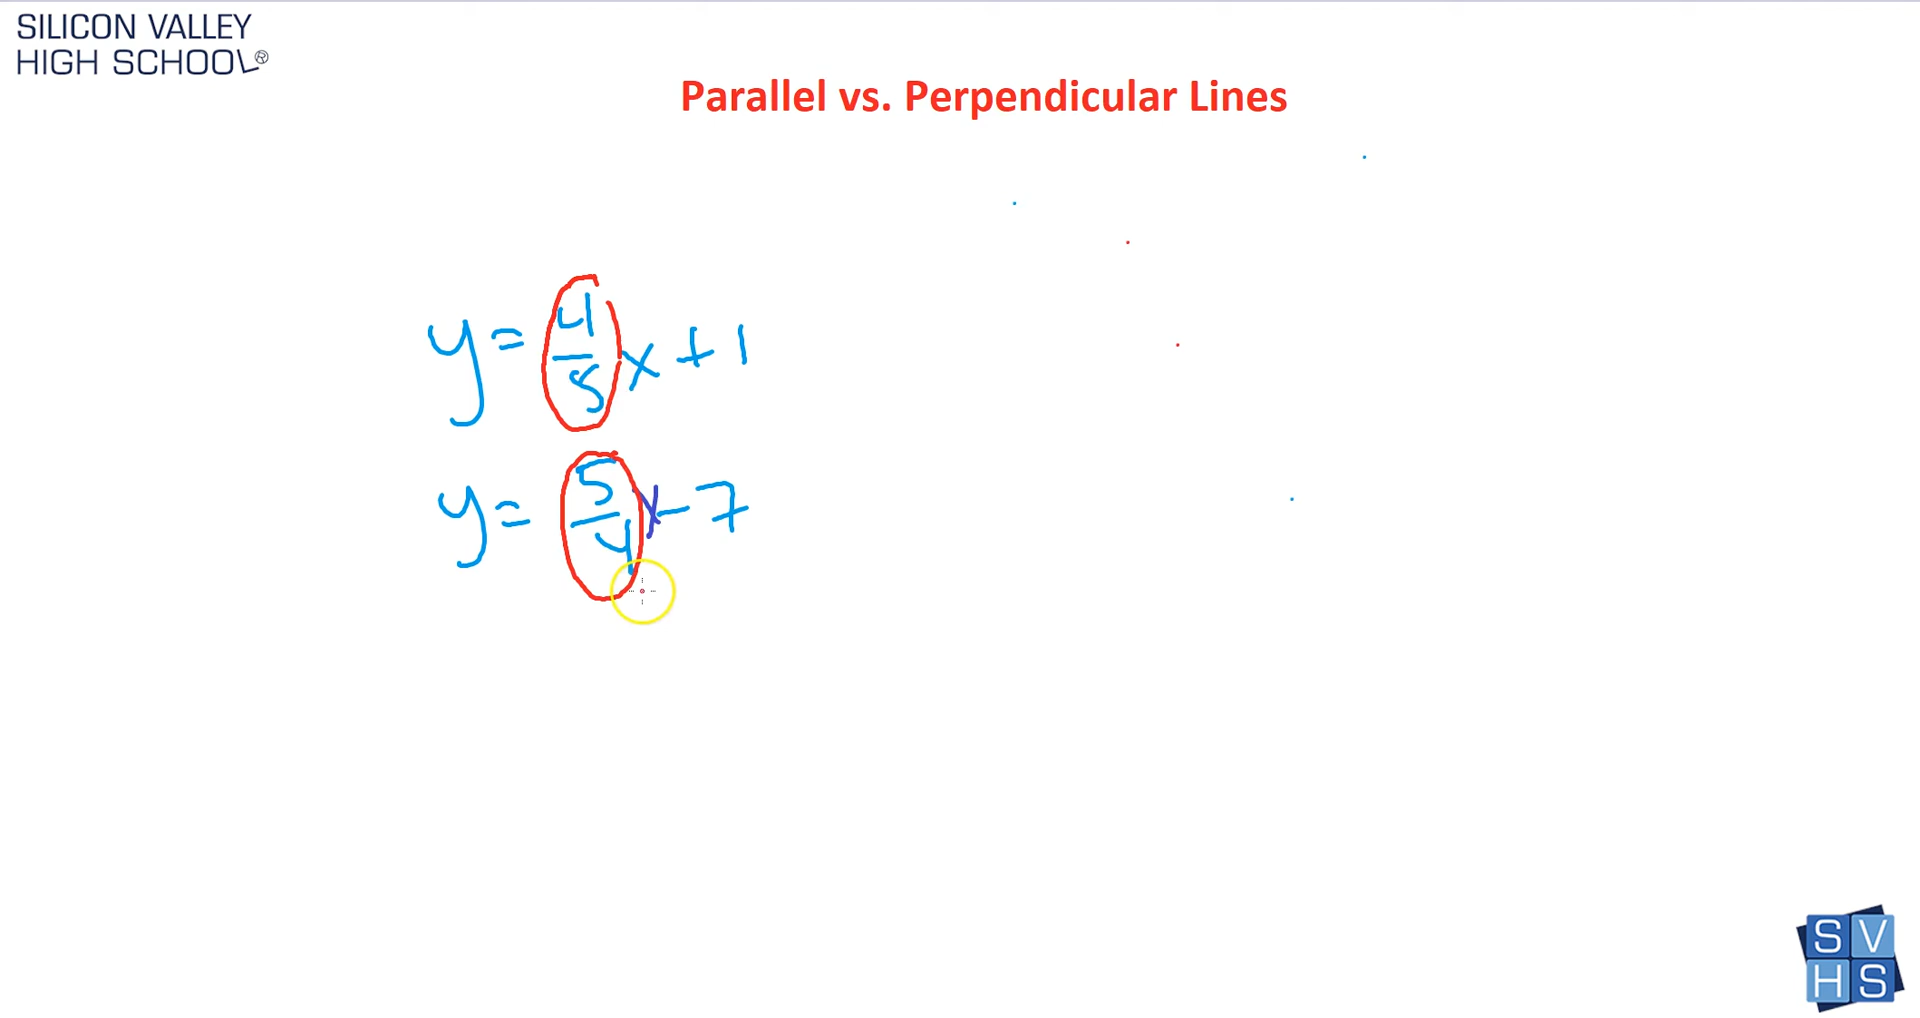 SILICON VALLEY
HIGH SCHOOL®
Parallel vs. Perpendicular Lines
y = 4/5 x + 1
y = 5/4 x - 7
SV
HS